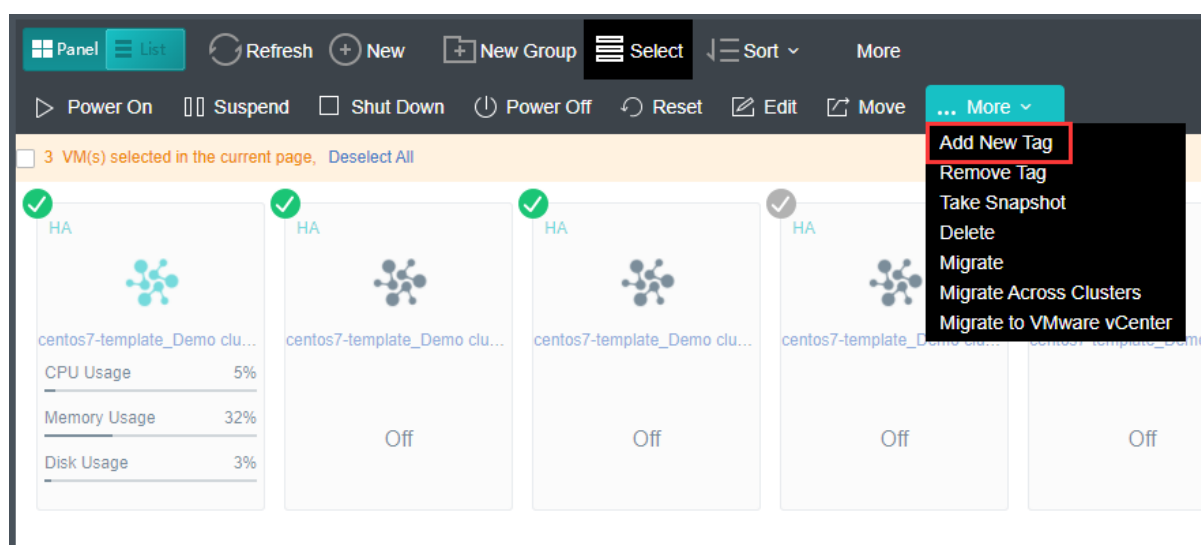 Panel List Refresh New New Group Select Sort More
Power On Suspend Shut Down Power Off Reset Edit Move ... More
Add New Tag
Remove Tag
Take Snapshot
Delete
Migrate
Migrate Across Clusters
Migrate to VMware vCenter
3 VM(s) selected in the current page, Deselect All
HA HA HA HA
centos7-template_Demo clu... centos7-template_Demo clu... centos7-template_Demo clu...
CPU Usage 5%
Memory Usage 32%
Disk Usage 3%
Off Off Off Off